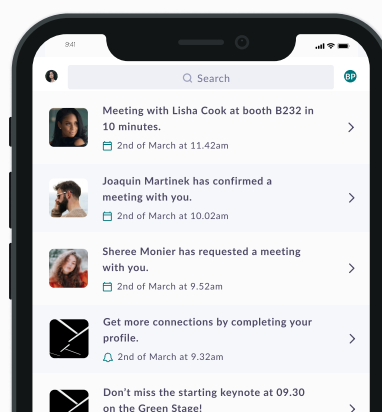 9:41
Search
BP
Meeting with Lisha Cook at booth B232 in
10 minutes.
2nd of March at 11.42am
Joaquin Martinek has confirmed a
meeting with you.
2nd of March at 10.02am
Sheree Monier has requested a meeting
with you.
2nd of March at 9.52am
Get more connections by completing your
profile.
2nd of March at 9.32am
Don’t miss the starting keynote at 09.30
on the Green Stage!